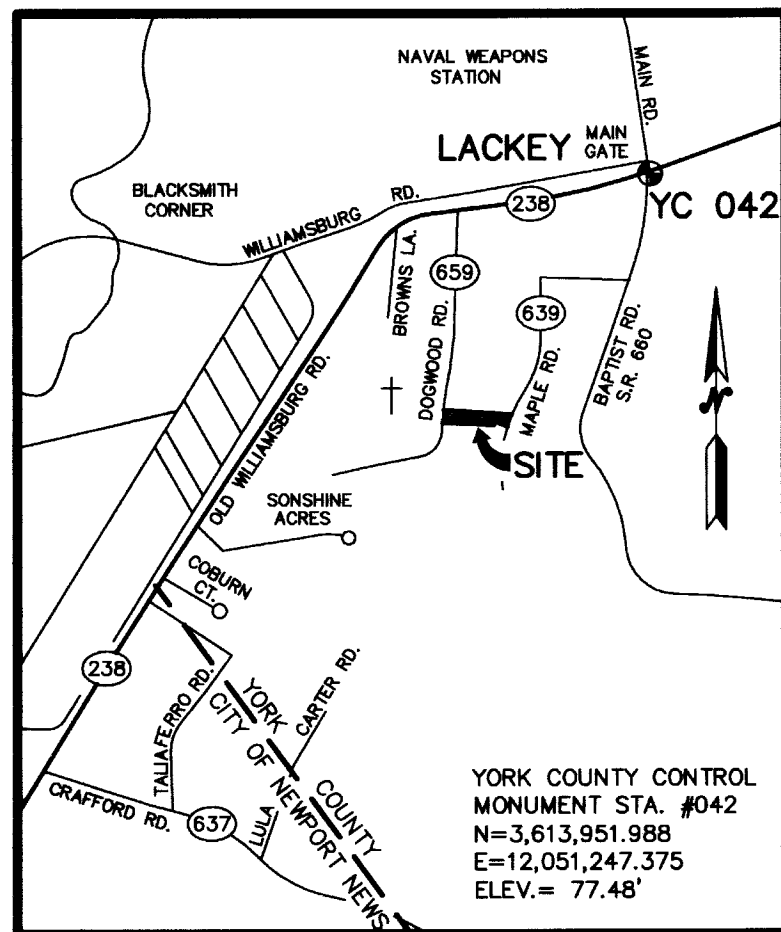 NAVAL WEAPONS
STATION
MAIN RD.
LACKEY
MAIN
GATE
YC 042
BLACKSMITH
CORNER
WILLIAMSBURG
RD.
238
BROWNS LA.
659
DOGWOOD RD.
639
MAPLE RD.
BAPTIST RD.
S.R. 660
N
SITE
OLD WILLIAMSBURG RD.
SONSHINE
ACRES
COBURN
CT.
238
TALIAFERRO RD.
YORK COUNTY
CITY OF NEWPORT NEWS
CARTER RD.
CRAFFORD RD.
637
LULA
YORK COUNTY CONTROL
MONUMENT STA. #042
N=3,613,951.988
E=12,051,247.375
ELEV.= 77.48'